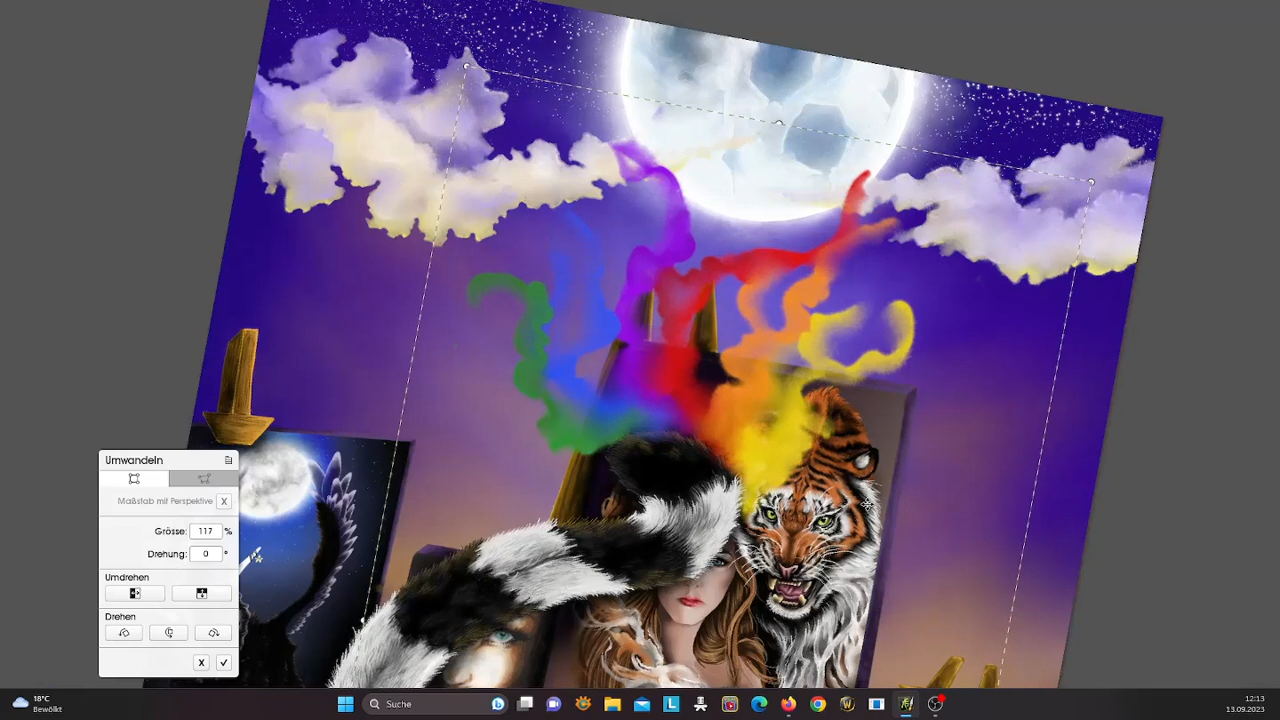 Umwandeln
Maßstab mit Perspektive X
Grösse: 117 %
Drehung: 0 °
Umdrehen
Drehen
X
18°C
Bewölkt
Suche
L
W
12:13
13.09.2023